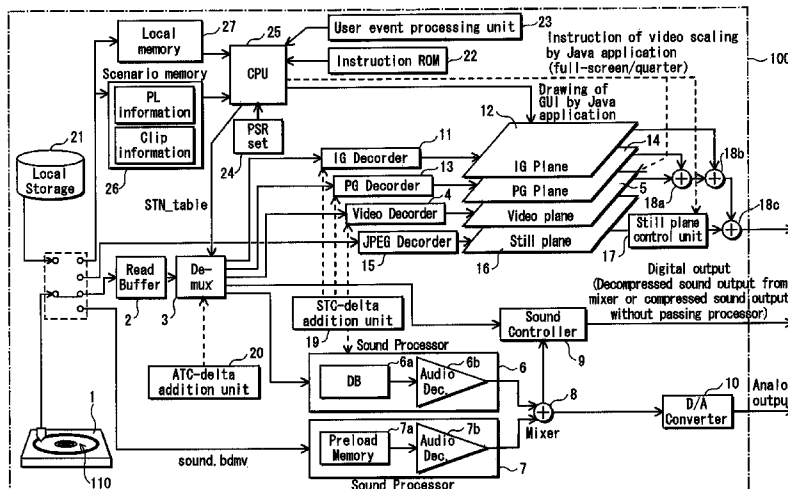 27
Local memory
25
CPU
User event processing unit
23
Instruction ROM
22
Instruction of video scaling
by Java application
(full-screen/quarter)
100
Scenario memory
PL
information
Clip
information
26
21
Local
Storage
PSR
set
24
Drawing of
GUI by Java
application
12
IG Decorder
11
IG Plane
14
PG Decorder
13
PG Plane
5
Video Decorder
4
Video plane
JPEG Decorder
15
Still plane
16
18a
18b
18c
17
Still plane
control unit
STN_table
Read
Buffer
2
De-
mux
3
STC-delta
addition unit
19
ATC-delta
addition unit
20
Digital output
(Decompressed sound output from
mixer or compressed sound output
without passing processor)
Sound
Controller
9
Sound Processor
6a
DB
6b
Audio
Dec.
6
8
Mixer
10
D/A
Converter
Analog
output
1
110
sound.bdmv
7a
Preload
Memory
7b
Audio
Dec.
7
Sound Processor